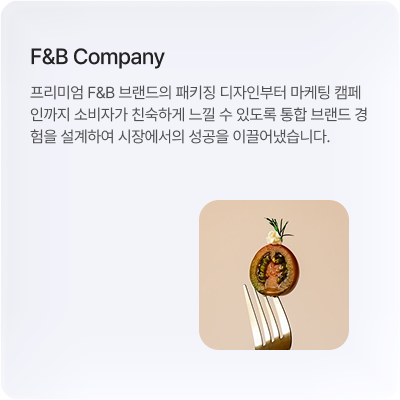 F&B Company
프리미엄 F&B 브랜드의 패키징 디자인부터 마케팅 캠페
인까지 소비자가 친숙하게 느낄 수 있도록 통합 브랜드 경
험을 설계하여 시장에서의 성공을 이끌어냈습니다.